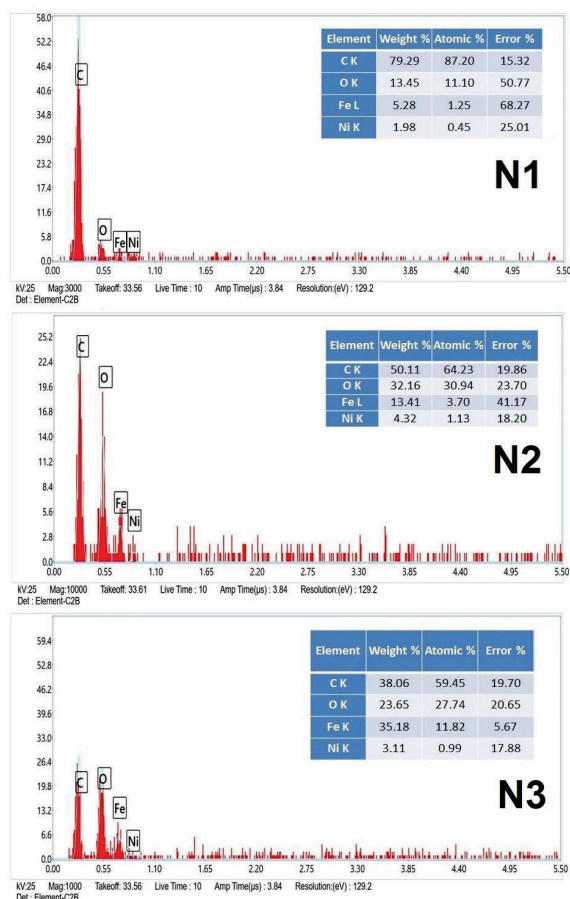 58.0
52.2
46.4
40.6
34.8
29.0
23.2
17.4
11.6
5.8
0.0
C
O
Fe
Ni
Element Weight % Atomic % Error %
C K 79.29 87.20 15.32
O K 13.45 11.10 50.77
Fe L 5.28 1.25 68.27
Ni K 1.98 0.45 25.01
N1
0.00 0.55 1.10 1.65 2.20 2.75 3.30 3.85 4.40 4.95 5.50
kV:25 Mag:3000 Takeoff: 33.56 Live Time : 10 Amp Time(µs) : 3.84 Resolution:(eV) : 129.2
Det : Element-C2B
25.2
22.4
19.6
16.8
14.0
11.2
8.4
5.6
2.8
0.0
C
O
Fe
Ni
Element Weight % Atomic % Error %
C K 50.11 64.23 19.86
O K 32.16 30.94 23.70
Fe L 13.41 3.70 41.17
Ni K 4.32 1.13 18.20
N2
0.00 0.55 1.10 1.65 2.20 2.75 3.30 3.85 4.40 4.95 5.50
kV:25 Mag:10000 Takeoff: 33.61 Live Time : 10 Amp Time(µs) : 3.84 Resolution:(eV) : 129.2
Det : Element-C2B
59.4
52.8
46.2
39.6
33.0
26.4
19.8
13.2
6.6
0.0
C
O
Fe
Ni
Element Weight % Atomic % Error %
C K 38.06 59.45 19.70
O K 23.65 27.74 20.65
Fe K 35.18 11.82 5.67
Ni K 3.11 0.99 17.88
N3
0.00 0.55 1.10 1.65 2.20 2.75 3.30 3.85 4.40 4.95 5.50
kV:25 Mag:1000 Takeoff: 33.56 Live Time : 10 Amp Time(µs) : 3.84 Resolution:(eV) : 129.2
Det : Element-C2B